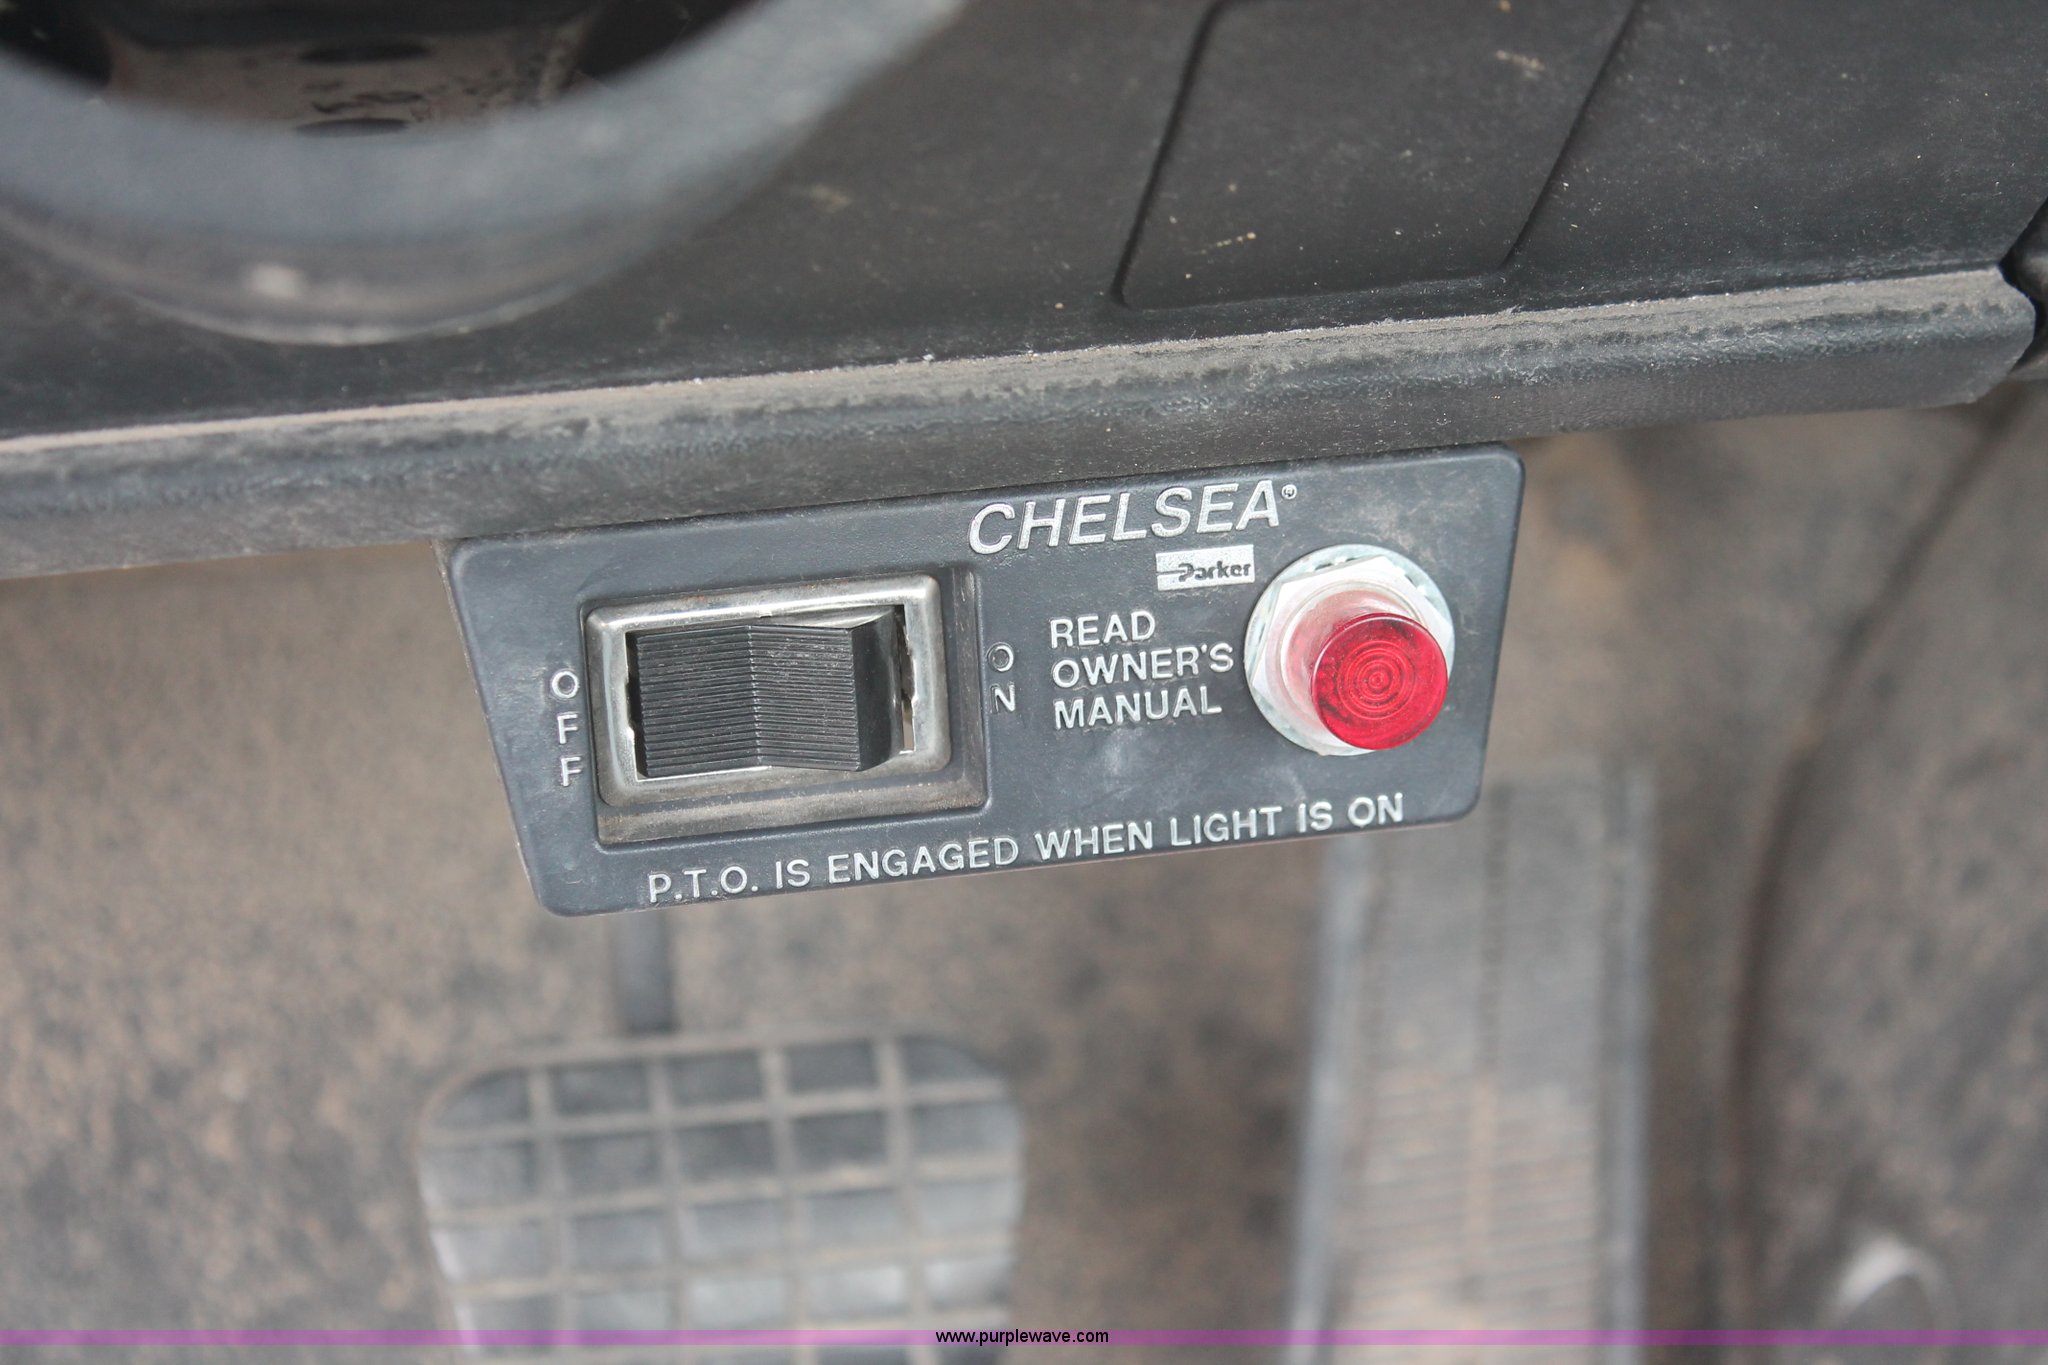 CHELSEA®
Parker
OFF
ON
READ
OWNER'S
MANUAL
P.T.O. IS ENGAGED WHEN LIGHT IS ON
www.purplewave.com